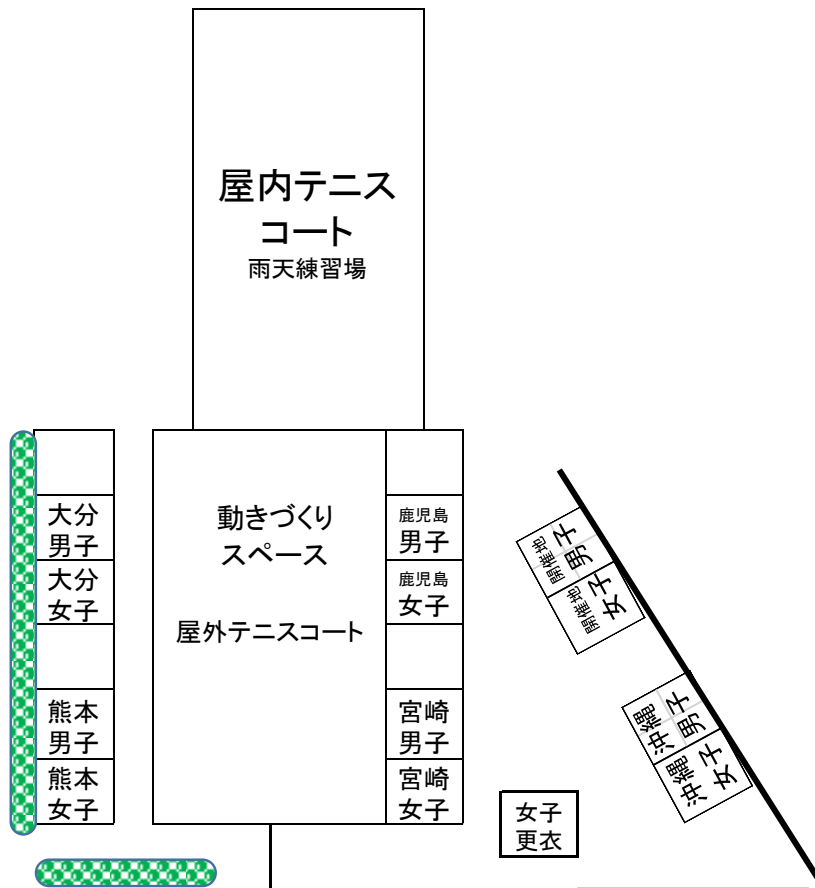 屋内テニス
コート
雨天練習場
大分
男子
大分
女子
熊本
男子
熊本
女子
動きづくり
スペース
屋外テニスコート
鹿児島
男子
鹿児島
女子
宮崎
男子
宮崎
女子
開催地
男子
開催地
女子
沖縄
男子
沖縄
女子
女子
更衣